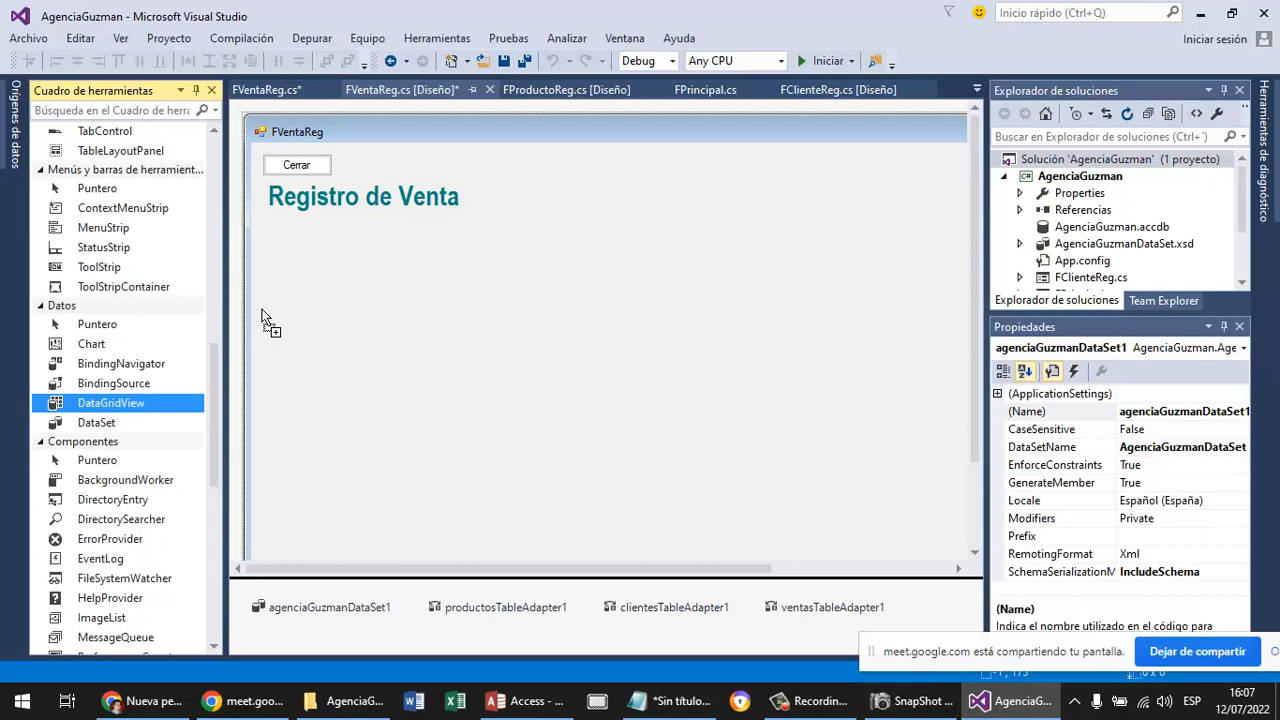 AgenciaGuzman - Microsoft Visual Studio
Inicio rápido (Ctrl+Q)
Archivo Editar Ver Proyecto Compilación Depurar Equipo Herramientas Pruebas Analizar Ventana Ayuda
Iniciar sesión
Debug Any CPU Iniciar
Orígenes de datos
Cuadro de herramientas
Búsqueda en el Cuadro de herra
TabControl
TableLayoutPanel
Menús y barras de herramient...
Puntero
ContextMenuStrip
MenuStrip
StatusStrip
ToolStrip
ToolStripContainer
Datos
Puntero
Chart
BindingNavigator
BindingSource
DataGridView
DataSet
Componentes
Puntero
BackgroundWorker
DirectoryEntry
DirectorySearcher
ErrorProvider
EventLog
FileSystemWatcher
HelpProvider
ImageList
MessageQueue
FVentaReg.cs* FVentaReg.cs [Diseño]* FProductoReg.cs [Diseño] FPrincipal.cs FClienteReg.cs [Diseño]
FVentaReg
Cerrar
Registro de Venta
agenciaGuzmanDataSet1 productosTableAdapter1 clientesTableAdapter1 ventasTableAdapter1
Explorador de soluciones
Buscar en Explorador de soluciones (Ctrl+')
Solución 'AgenciaGuzman' (1 proyecto)
AgenciaGuzman
Properties
Referencias
AgenciaGuzman.accdb
AgenciaGuzmanDataSet.xsd
App.config
FClienteReg.cs
Explorador de soluciones Team Explorer
Propiedades
agenciaGuzmanDataSet1 AgenciaGuzman.Age
(ApplicationSettings)
(Name) agenciaGuzmanDataSet1
CaseSensitive False
DataSetName AgenciaGuzmanDataSet
EnforceConstraints True
GenerateMember True
Locale Español (España)
Modifiers Private
Prefix
RemotingFormat Xml
SchemaSerializationM IncludeSchema
(Name)
Indica el nombre utilizado en el código para
Herramientas de diagnóstico
meet.google.com está compartiendo tu pantalla. Dejar de compartir
Nueva pe... meet.goo... AgenciaG... Access - ... *Sin título... Recordin... SnapShot ... AgenciaG...
ESP
16:07
12/07/2022